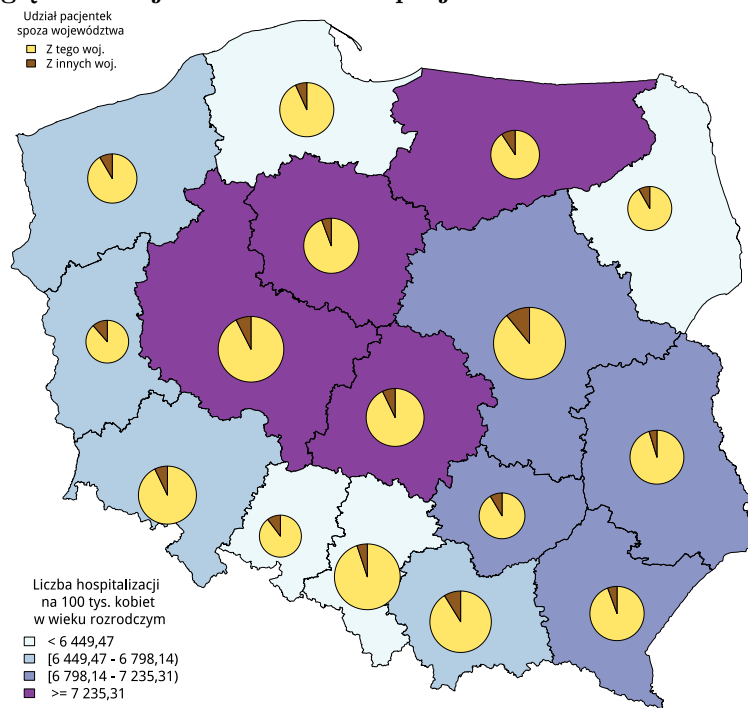 Udział pacjentek
spoza województwa
Z tego woj.
Z innych woj.
Liczba hospitalizacji
na 100 tys. kobiet
w wieku rozrodczym
< 6 449,47
[6 449,47 - 6 798,14)
[6 798,14 - 7 235,31)
>= 7 235,31